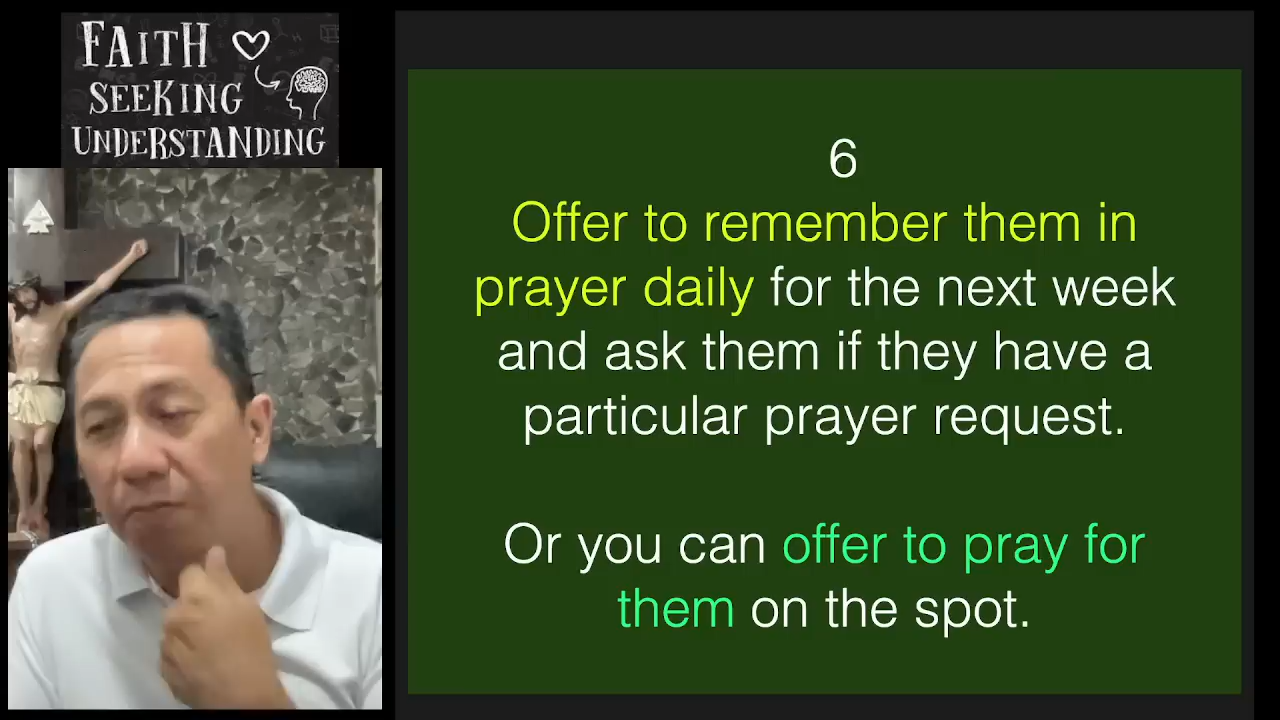 FAITH
SEEKING
UNDERSTANDING
6
Offer to remember them in
prayer daily for the next week
and ask them if they have a
particular prayer request.
Or you can offer to pray for
them on the spot.